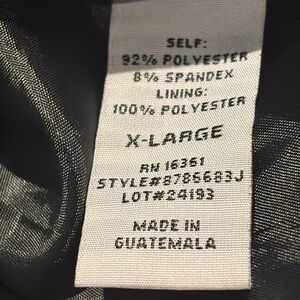 SELF:
92% POLYESTER
8% SPANDEX
LINING:
100% POLYESTER
X-LARGE
RN 16361
STYLE#8785683J
LOT#24193
MADE IN
GUATEMALA